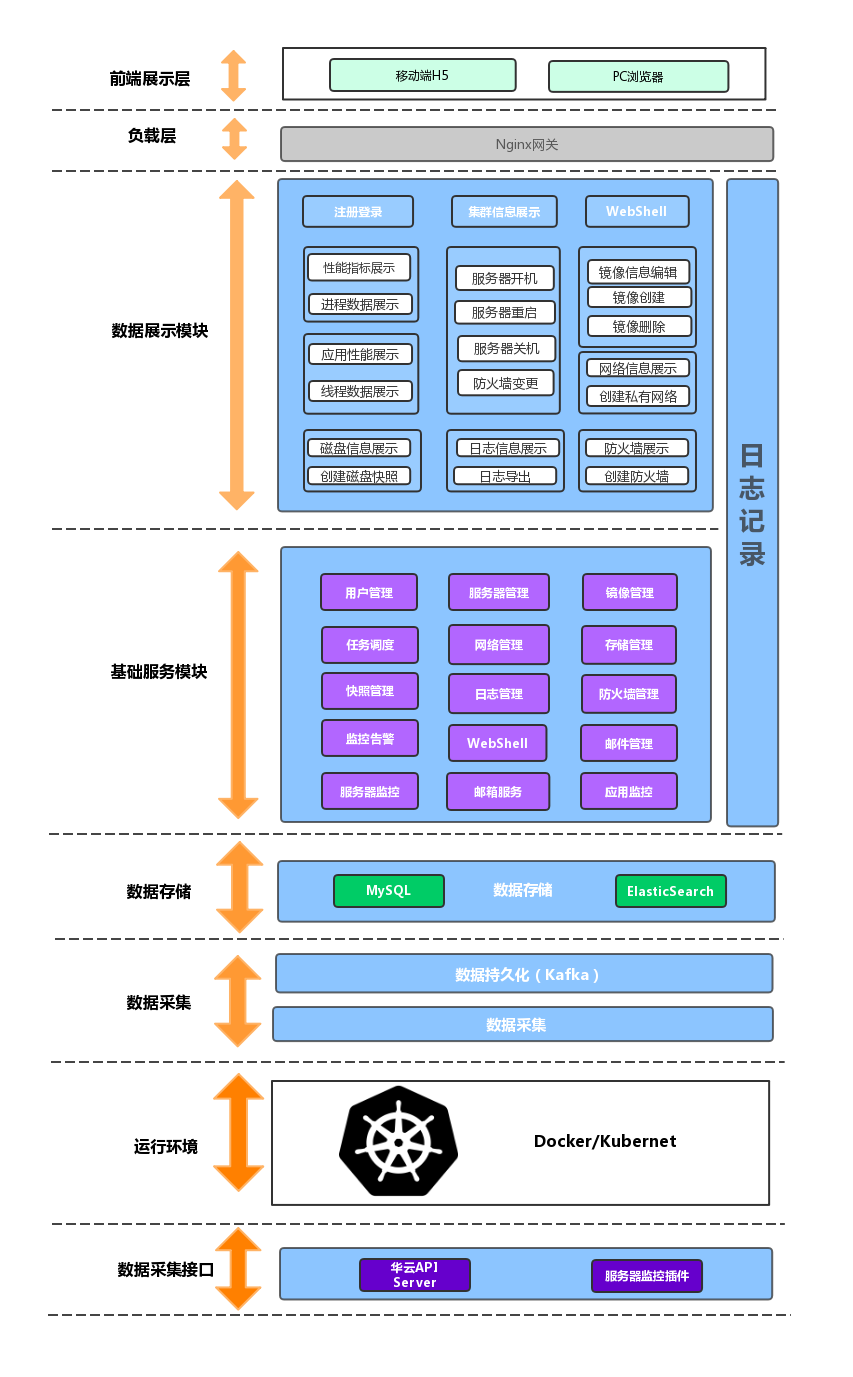 前端展示层
移动端H5
PC浏览器
负载层
Nginx网关
数据展示模块
注册登录
集群信息展示
WebShell
性能指标展示
进程数据展示
应用性能展示
线程数据展示
服务器开机
服务器重启
服务器关机
防火墙变更
镜像信息编辑
镜像创建
镜像删除
网络信息展示
创建私有网络
磁盘信息展示
创建磁盘快照
日志信息展示
日志导出
防火墙展示
创建防火墙
日
志
记
录
基础服务模块
用户管理
服务器管理
镜像管理
任务调度
网络管理
存储管理
快照管理
日志管理
防火墙管理
监控告警
WebShell
邮件管理
服务器监控
邮箱服务
应用监控
数据存储
MySQL
数据存储
ElasticSearch
数据采集
数据持久化（Kafka）
数据采集
运行环境
Docker/Kubernet
数据采集接口
华云API
Server
服务器监控插件